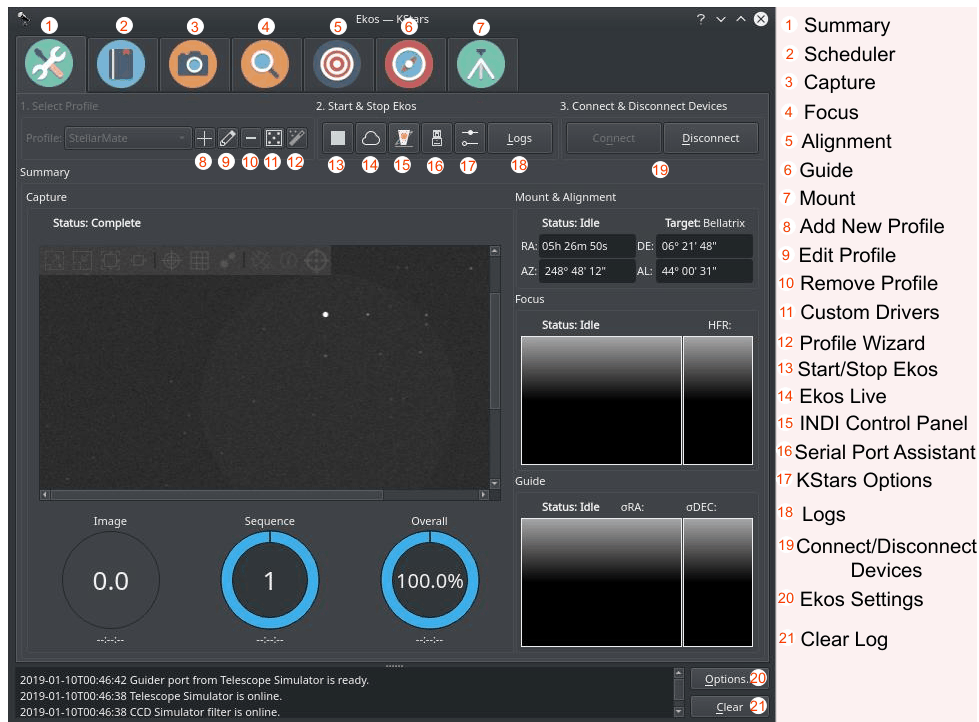 Ekos — KStars
1 2 3 4 5 6 7
1. Select Profile 2. Start & Stop Ekos 3. Connect & Disconnect Devices
Profile: StellarMate Logs Connect Disconnect
8 9 10 11 12 13 14 15 16 17 18 19
Summary
Capture
Status: Complete
Mount & Alignment
Status: Idle Target: Bellatrix
RA: 05h 26m 50s DE: 06° 21' 48"
AZ: 248° 48' 12" AL: 44° 00' 31"
Focus
Status: Idle HFR:
Guide
Status: Idle σRA: σDEC:
Image Sequence Overall
0.0 1 100.0%
--:--:-- --:--:-- --:--:--
2019-01-10T00:46:42 Guider port from Telescope Simulator is ready.
2019-01-10T00:46:38 Telescope Simulator is online.
2019-01-10T00:46:38 CCD Simulator filter is online.
Options... 20
Clear 21
1 Summary
2 Scheduler
3 Capture
4 Focus
5 Alignment
6 Guide
7 Mount
8 Add New Profile
9 Edit Profile
10 Remove Profile
11 Custom Drivers
12 Profile Wizard
13 Start/Stop Ekos
14 Ekos Live
15 INDI Control Panel
16 Serial Port Assistant
17 KStars Options
18 Logs
19 Connect/Disconnect
Devices
20 Ekos Settings
21 Clear Log